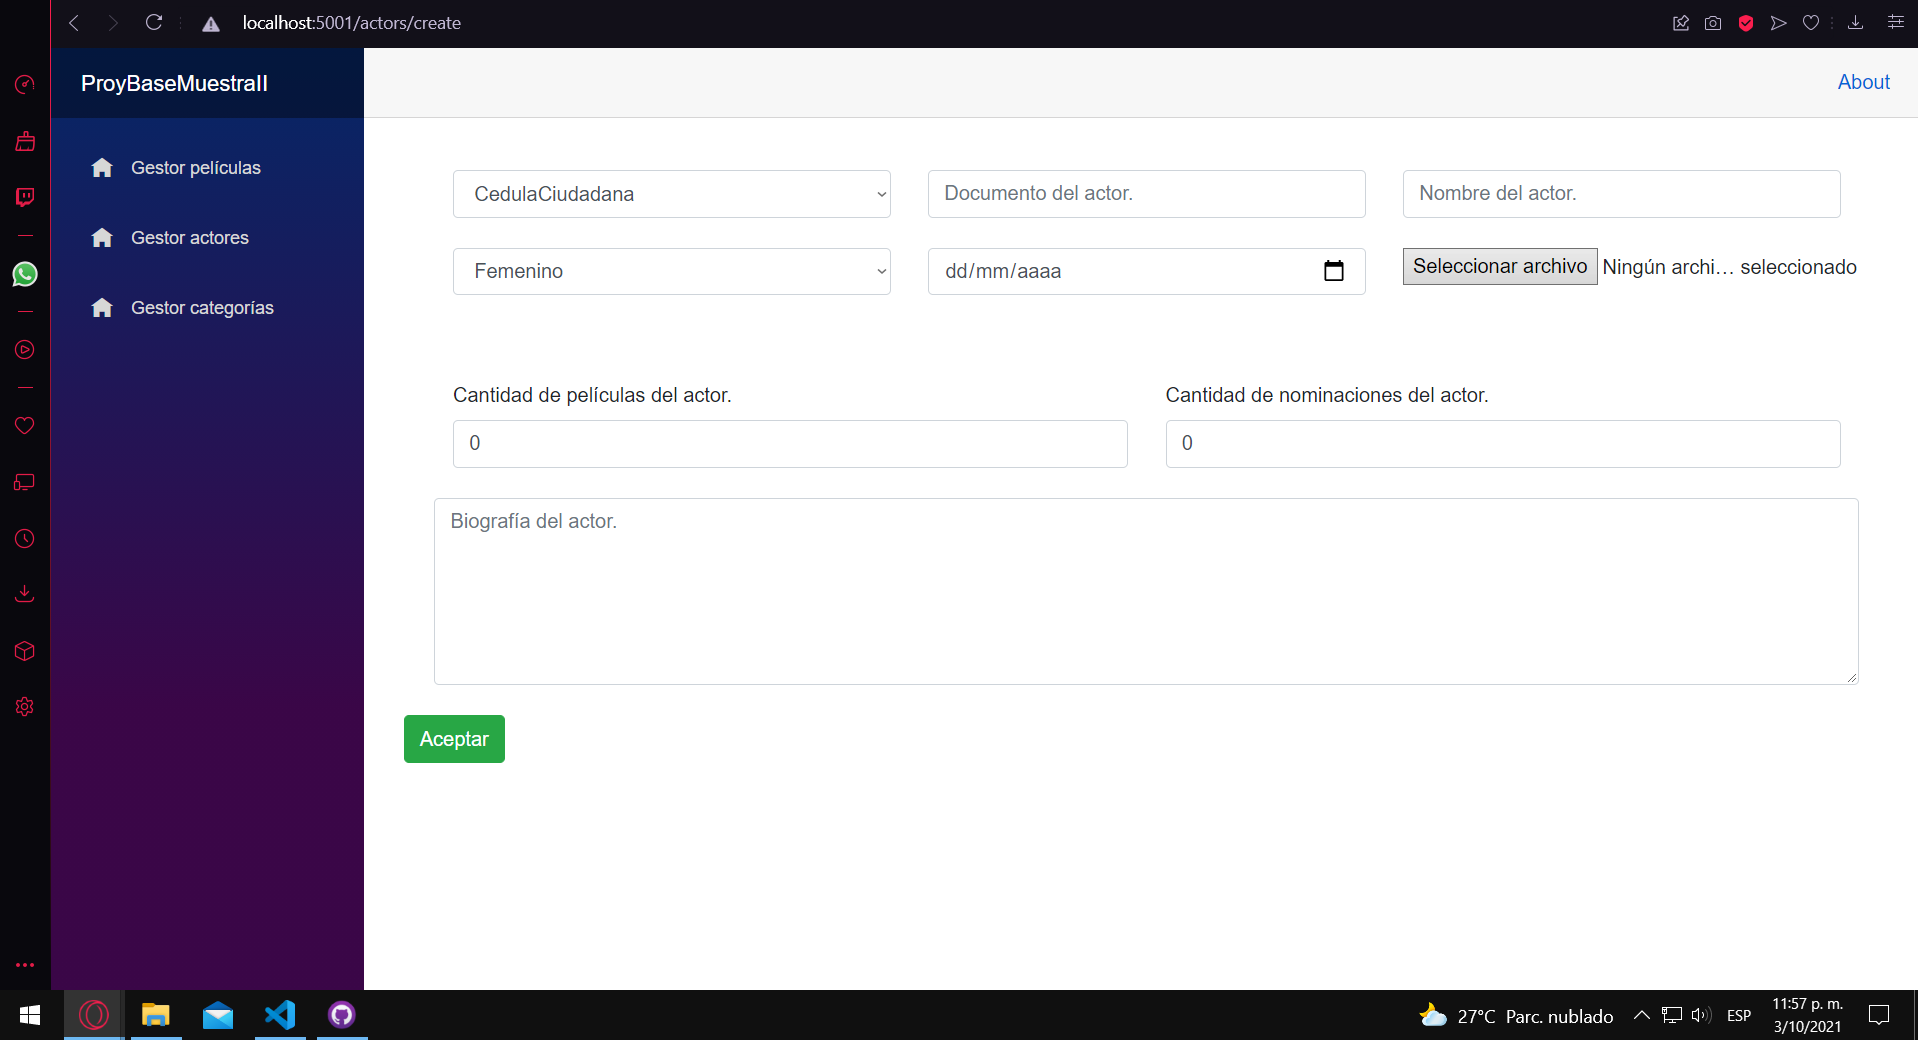 localhost:5001/actors/create
ProyBaseMuestraII
About
Gestor películas
Gestor actores
Gestor categorías
CedulaCiudadana
Documento del actor.
Nombre del actor.
Femenino
dd/mm/aaaa
Seleccionar archivo
Ningún archi… seleccionado
Cantidad de películas del actor.
Cantidad de nominaciones del actor.
0
0
Biografía del actor.
Aceptar
27°C Parc. nublado
ESP
11:57 p. m.
3/10/2021